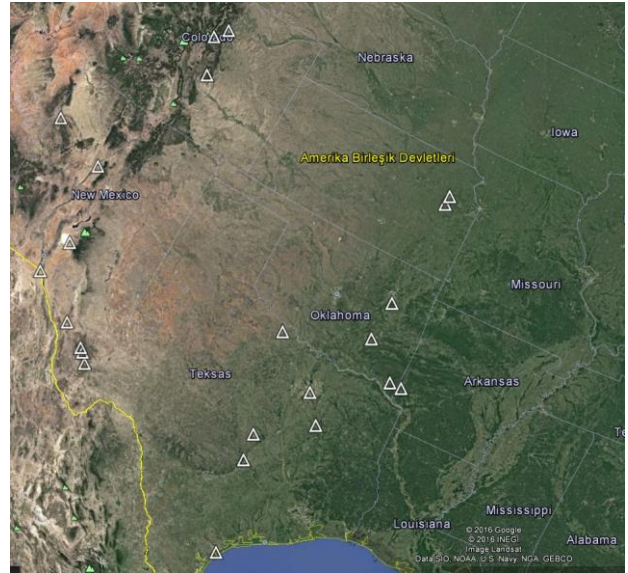 Colorado
Nebraska
Iowa
Amerika Birleşik Devletleri
New Mexico
Missouri
Oklahoma
Teksas
Arkansas
Mississippi
Louisiana
Alabama
© 2016 Google
© 2016 INEGI
Image Landsat
Data SIO, NOAA, U.S. Navy, NGA, GEBCO